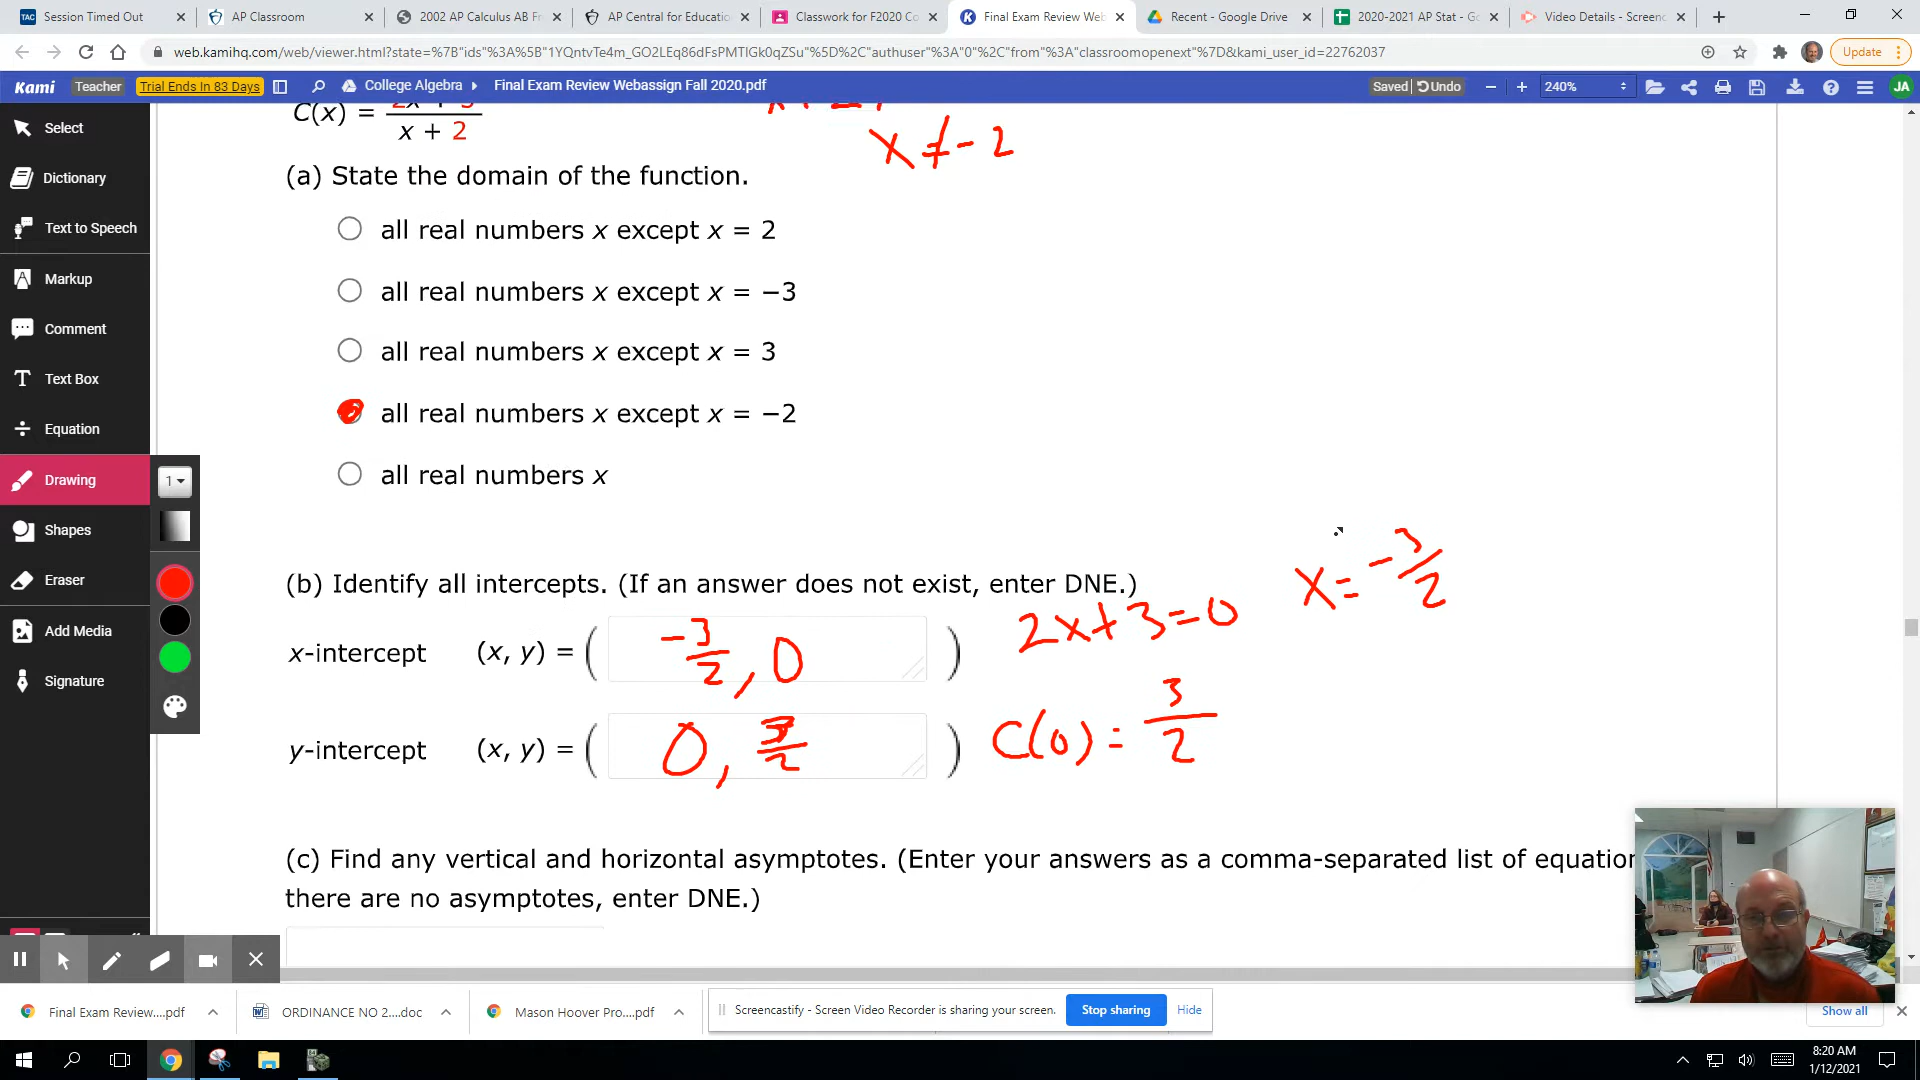 Session Timed Out
AP Classroom
2002 AP Calculus AB Fr
AP Central for Education
Classwork for F2020 Co
Final Exam Review Web
Recent - Google Drive
2020-2021 AP Stat - Go
Video Details - Screenc
web.kamihq.com/web/viewer.html?state=%7B"ids"%3A%5B"1YQntvTe4m_GO2LEq86dFsPMTlGk0qZSu"%5D%2C"authuser"%3A"0"%2C"from"%3A"classroomopenext"%7D&kami_user_id=22762037
Update
Kami
Teacher
Trial Ends In 83 Days
College Algebra
Final Exam Review Webassign Fall 2020.pdf
Saved
Undo
240%
JA
Select
Dictionary
Text to Speech
Markup
Comment
Text Box
Equation
Drawing
Shapes
Eraser
Add Media
Signature
1
C(x) = 2x + 3 / x + 2
x ≠ -2
(a) State the domain of the function.
all real numbers x except x = 2
all real numbers x except x = −3
all real numbers x except x = 3
all real numbers x except x = −2
all real numbers x
(b) Identify all intercepts. (If an answer does not exist, enter DNE.)
2x+3=0
x = -3/2
x-intercept (x, y) = ( -3/2, 0 )
y-intercept (x, y) = ( 0, 3/2 )
C(0) = 3/2
(c) Find any vertical and horizontal asymptotes. (Enter your answers as a comma-separated list of equation
there are no asymptotes, enter DNE.)
Final Exam Review....pdf
ORDINANCE NO 2....doc
Mason Hoover Pro....pdf
Screencastify - Screen Video Recorder is sharing your screen.
Stop sharing
Hide
Show all
8:20 AM
1/12/2021